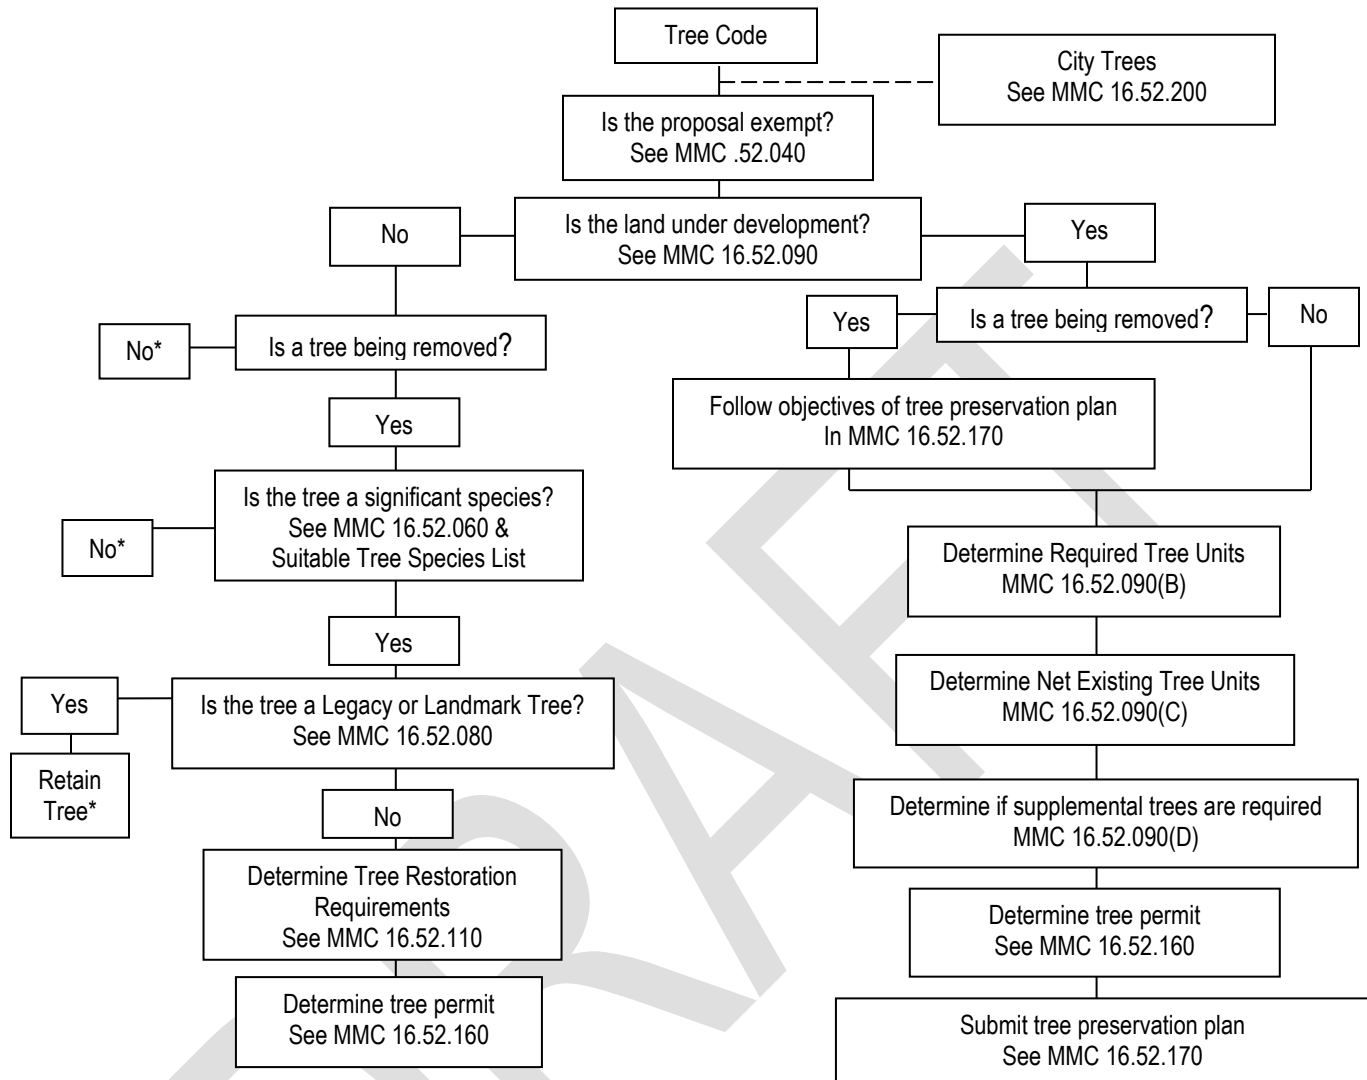 Tree Code
City Trees
See MMC 16.52.200
Is the proposal exempt?
See MMC .52.040
Is the land under development?
See MMC 16.52.090
No
Yes
Is a tree being removed?
No*
Yes
Is the tree a significant species?
See MMC 16.52.060 &
Suitable Tree Species List
No*
Yes
Is the tree a Legacy or Landmark Tree?
See MMC 16.52.080
Yes
Retain
Tree*
No
Determine Tree Restoration
Requirements
See MMC 16.52.110
Determine tree permit
See MMC 16.52.160
Is a tree being removed?
Yes
No
Follow objectives of tree preservation plan
In MMC 16.52.170
Determine Required Tree Units
MMC 16.52.090(B)
Determine Net Existing Tree Units
MMC 16.52.090(C)
Determine if supplemental trees are required
MMC 16.52.090(D)
Determine tree permit
See MMC 16.52.160
Submit tree preservation plan
See MMC 16.52.170
DRAFT